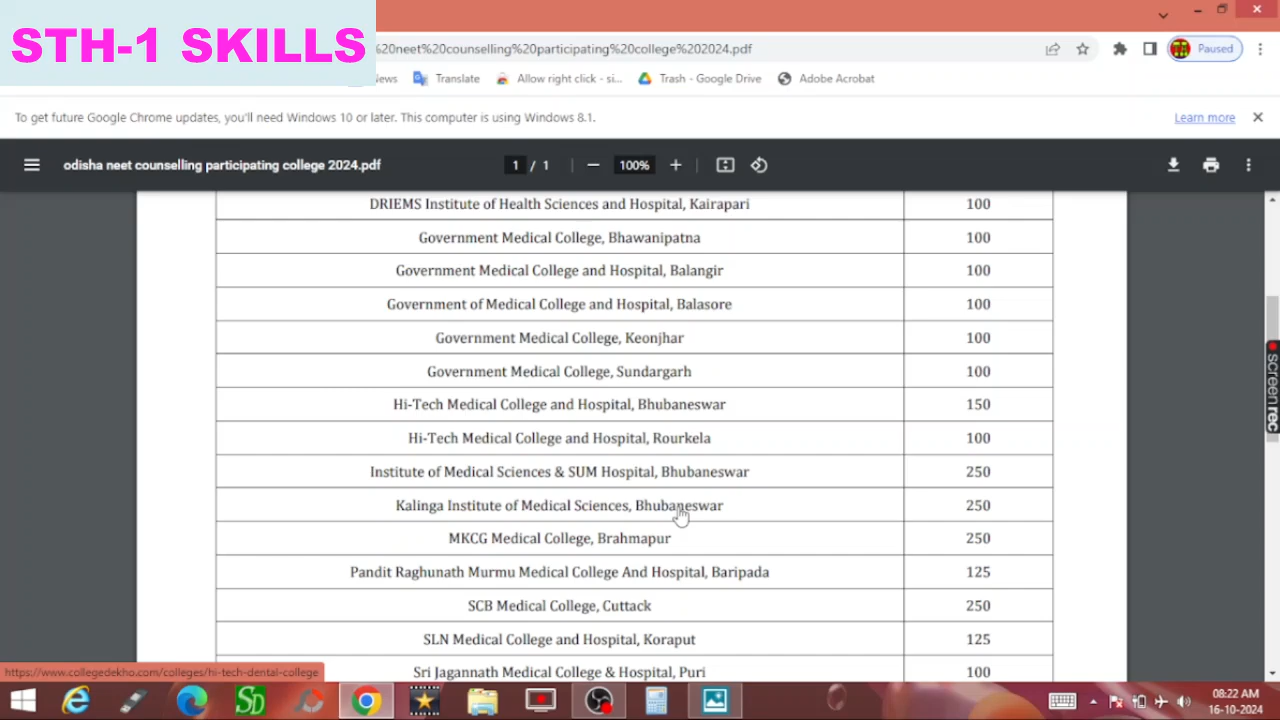 STH-1 SKILLS
%20neet%20counselling%20participating%20college%202024.pdf
Paused
News Translate Allow right click - si... Trash - Google Drive Adobe Acrobat
To get future Google Chrome updates, you'll need Windows 10 or later. This computer is using Windows 8.1. Learn more
odisha neet counselling participating college 2024.pdf 1 / 1 100%
DRIEMS Institute of Health Sciences and Hospital, Kairapari 100
Government Medical College, Bhawanipatna 100
Government Medical College and Hospital, Balangir 100
Government of Medical College and Hospital, Balasore 100
Government Medical College, Keonjhar 100
Government Medical College, Sundargarh 100
Hi-Tech Medical College and Hospital, Bhubaneswar 150
Hi-Tech Medical College and Hospital, Rourkela 100
Institute of Medical Sciences & SUM Hospital, Bhubaneswar 250
Kalinga Institute of Medical Sciences, Bhubaneswar 250
MKCG Medical College, Brahmapur 250
Pandit Raghunath Murmu Medical College And Hospital, Baripada 125
SCB Medical College, Cuttack 250
SLN Medical College and Hospital, Koraput 125
Sri Jagannath Medical College & Hospital, Puri 100
screenrec
https://www.collegedekho.com/colleges/hi-tech-dental-college
SD
08:22 AM
16-10-2024